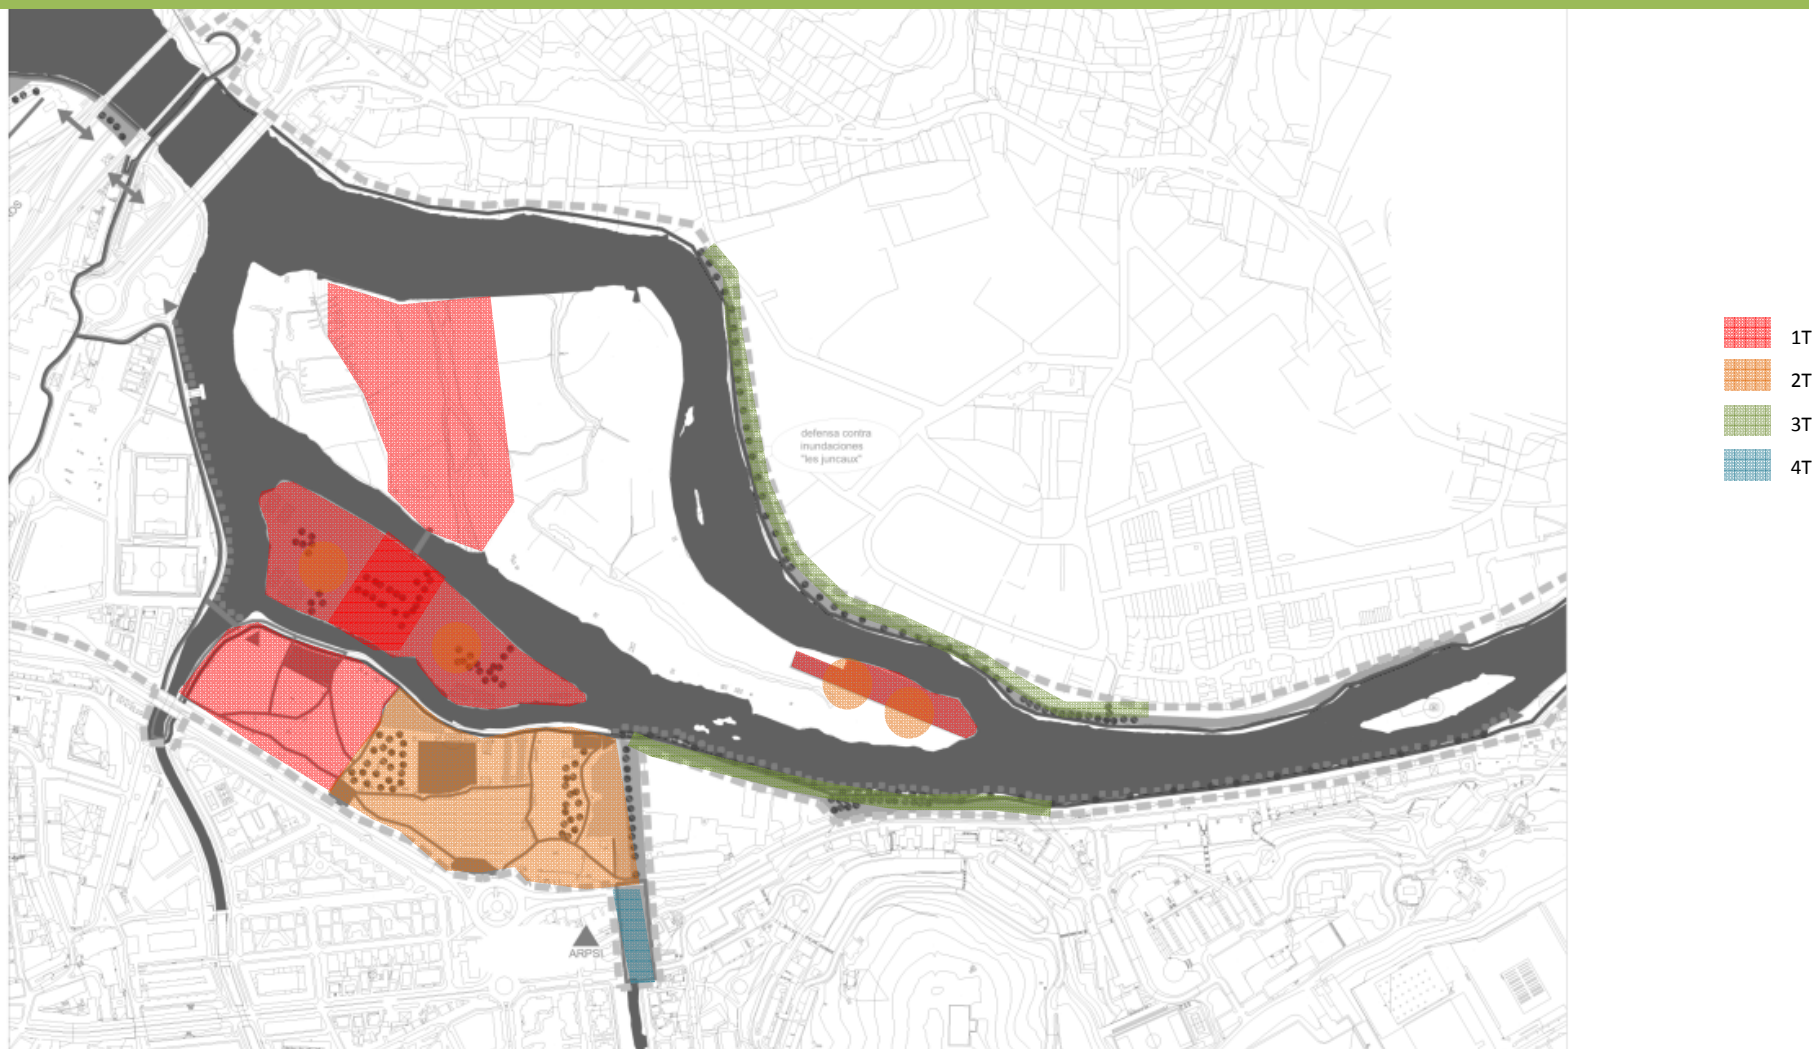 defensa contra
inundaciones
"les juncaux"
1T
2T
3T
4T
ARPSI